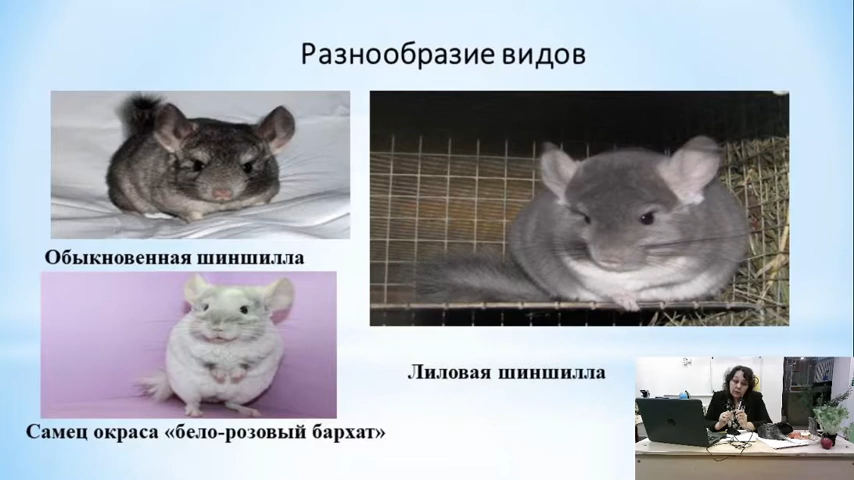 Разнообразие видов
Обыкновенная шиншилла
Лиловая шиншилла
Самец окраса «бело-розовый бархат»